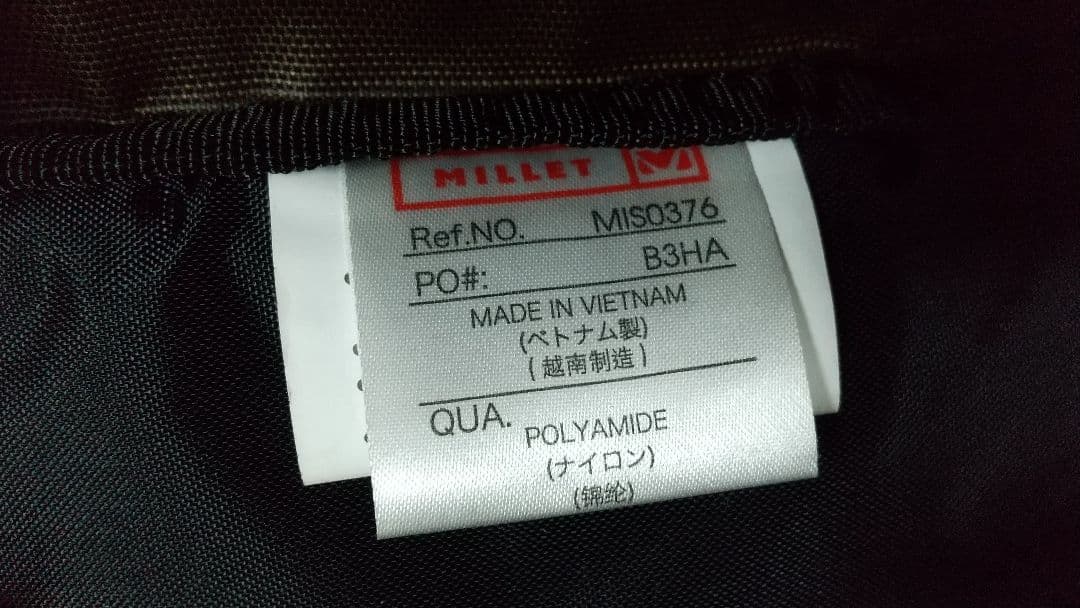 MILLET M
Ref.NO. MIS0376
PO#: B3HA
MADE IN VIETNAM
(ベトナム製)
(越南制造)
QUA. POLYAMIDE
(ナイロン)
(锦纶)